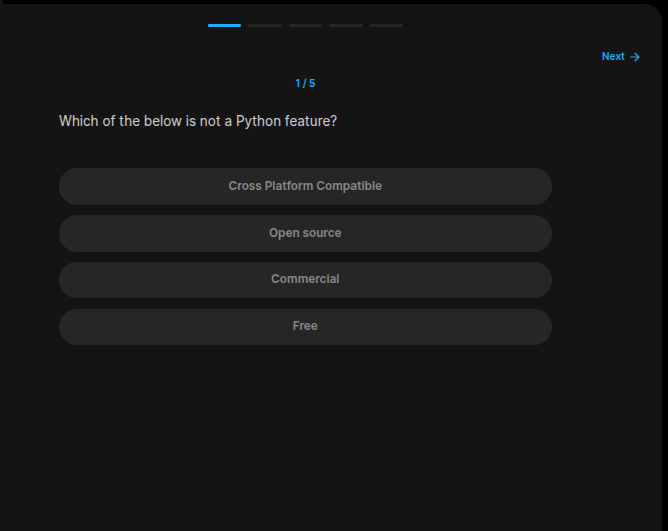 Next →
1 / 5
Which of the below is not a Python feature?
Cross Platform Compatible
Open source
Commercial
Free